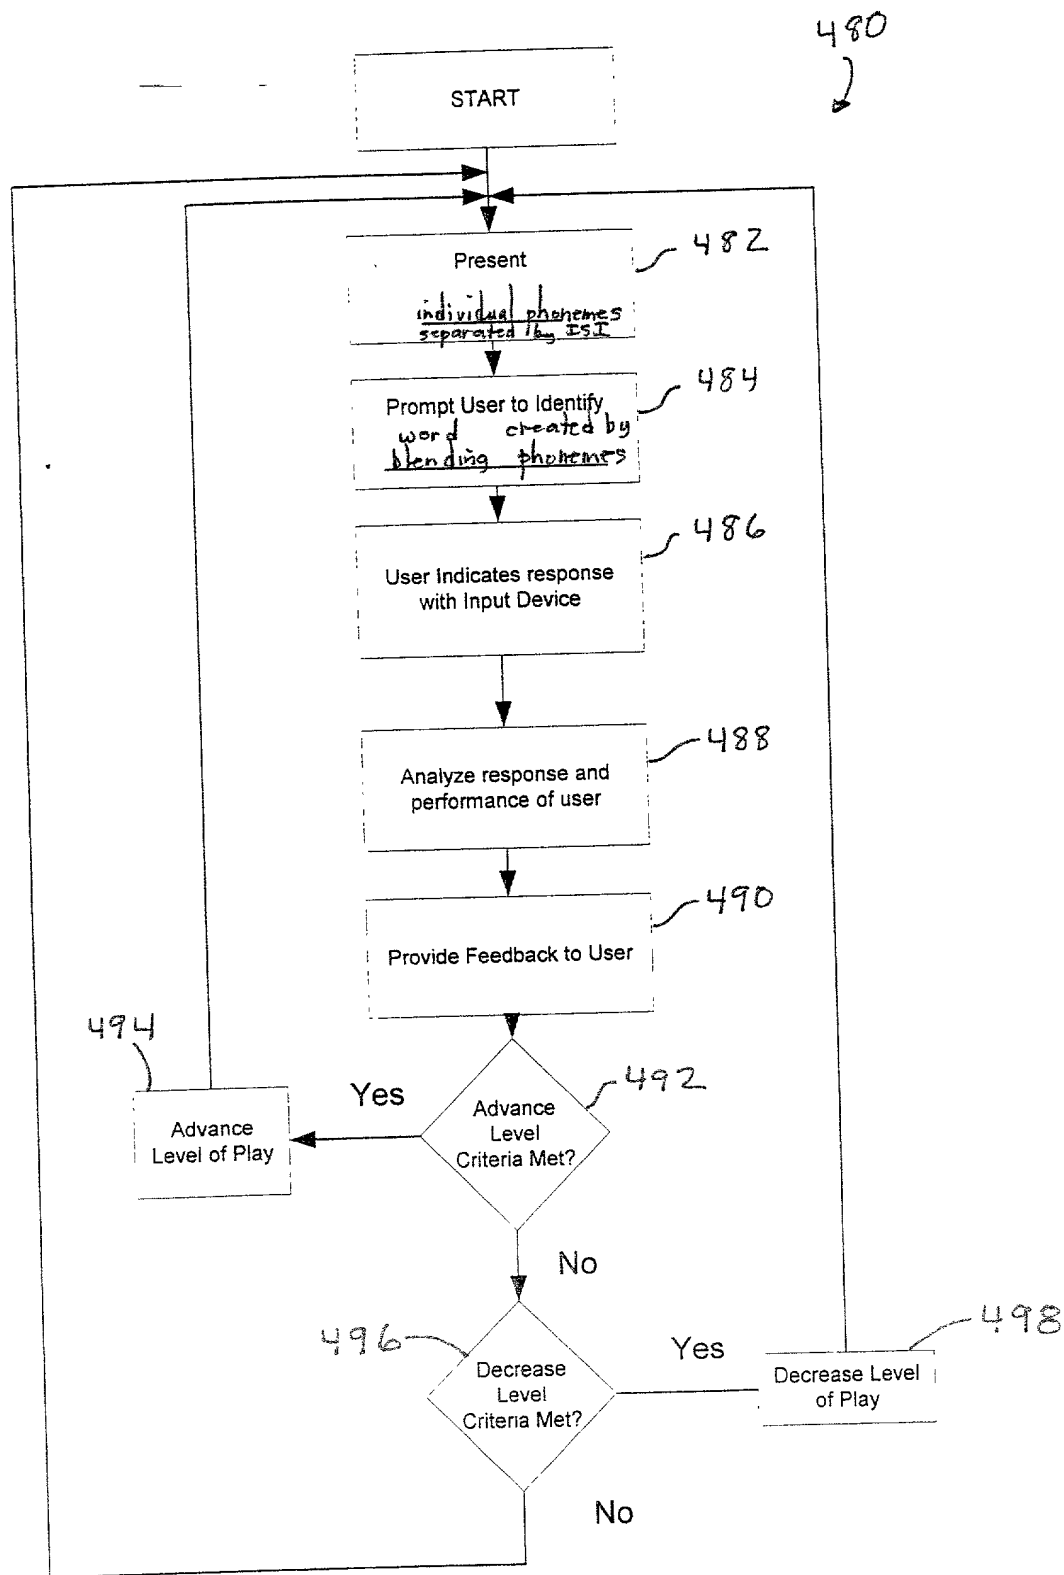 480
START
482
Present
individual phonemes
separated by ISI
484
Prompt User to Identify
word created by
blending phonemes
486
User Indicates response
with Input Device
488
Analyze response and
performance of user
490
Provide Feedback to User
494
492
Yes
Advance
Level
Criteria Met?
Advance
Level of Play
No
496
498
Yes
Decrease
Level
Criteria Met?
Decrease Level
of Play
No